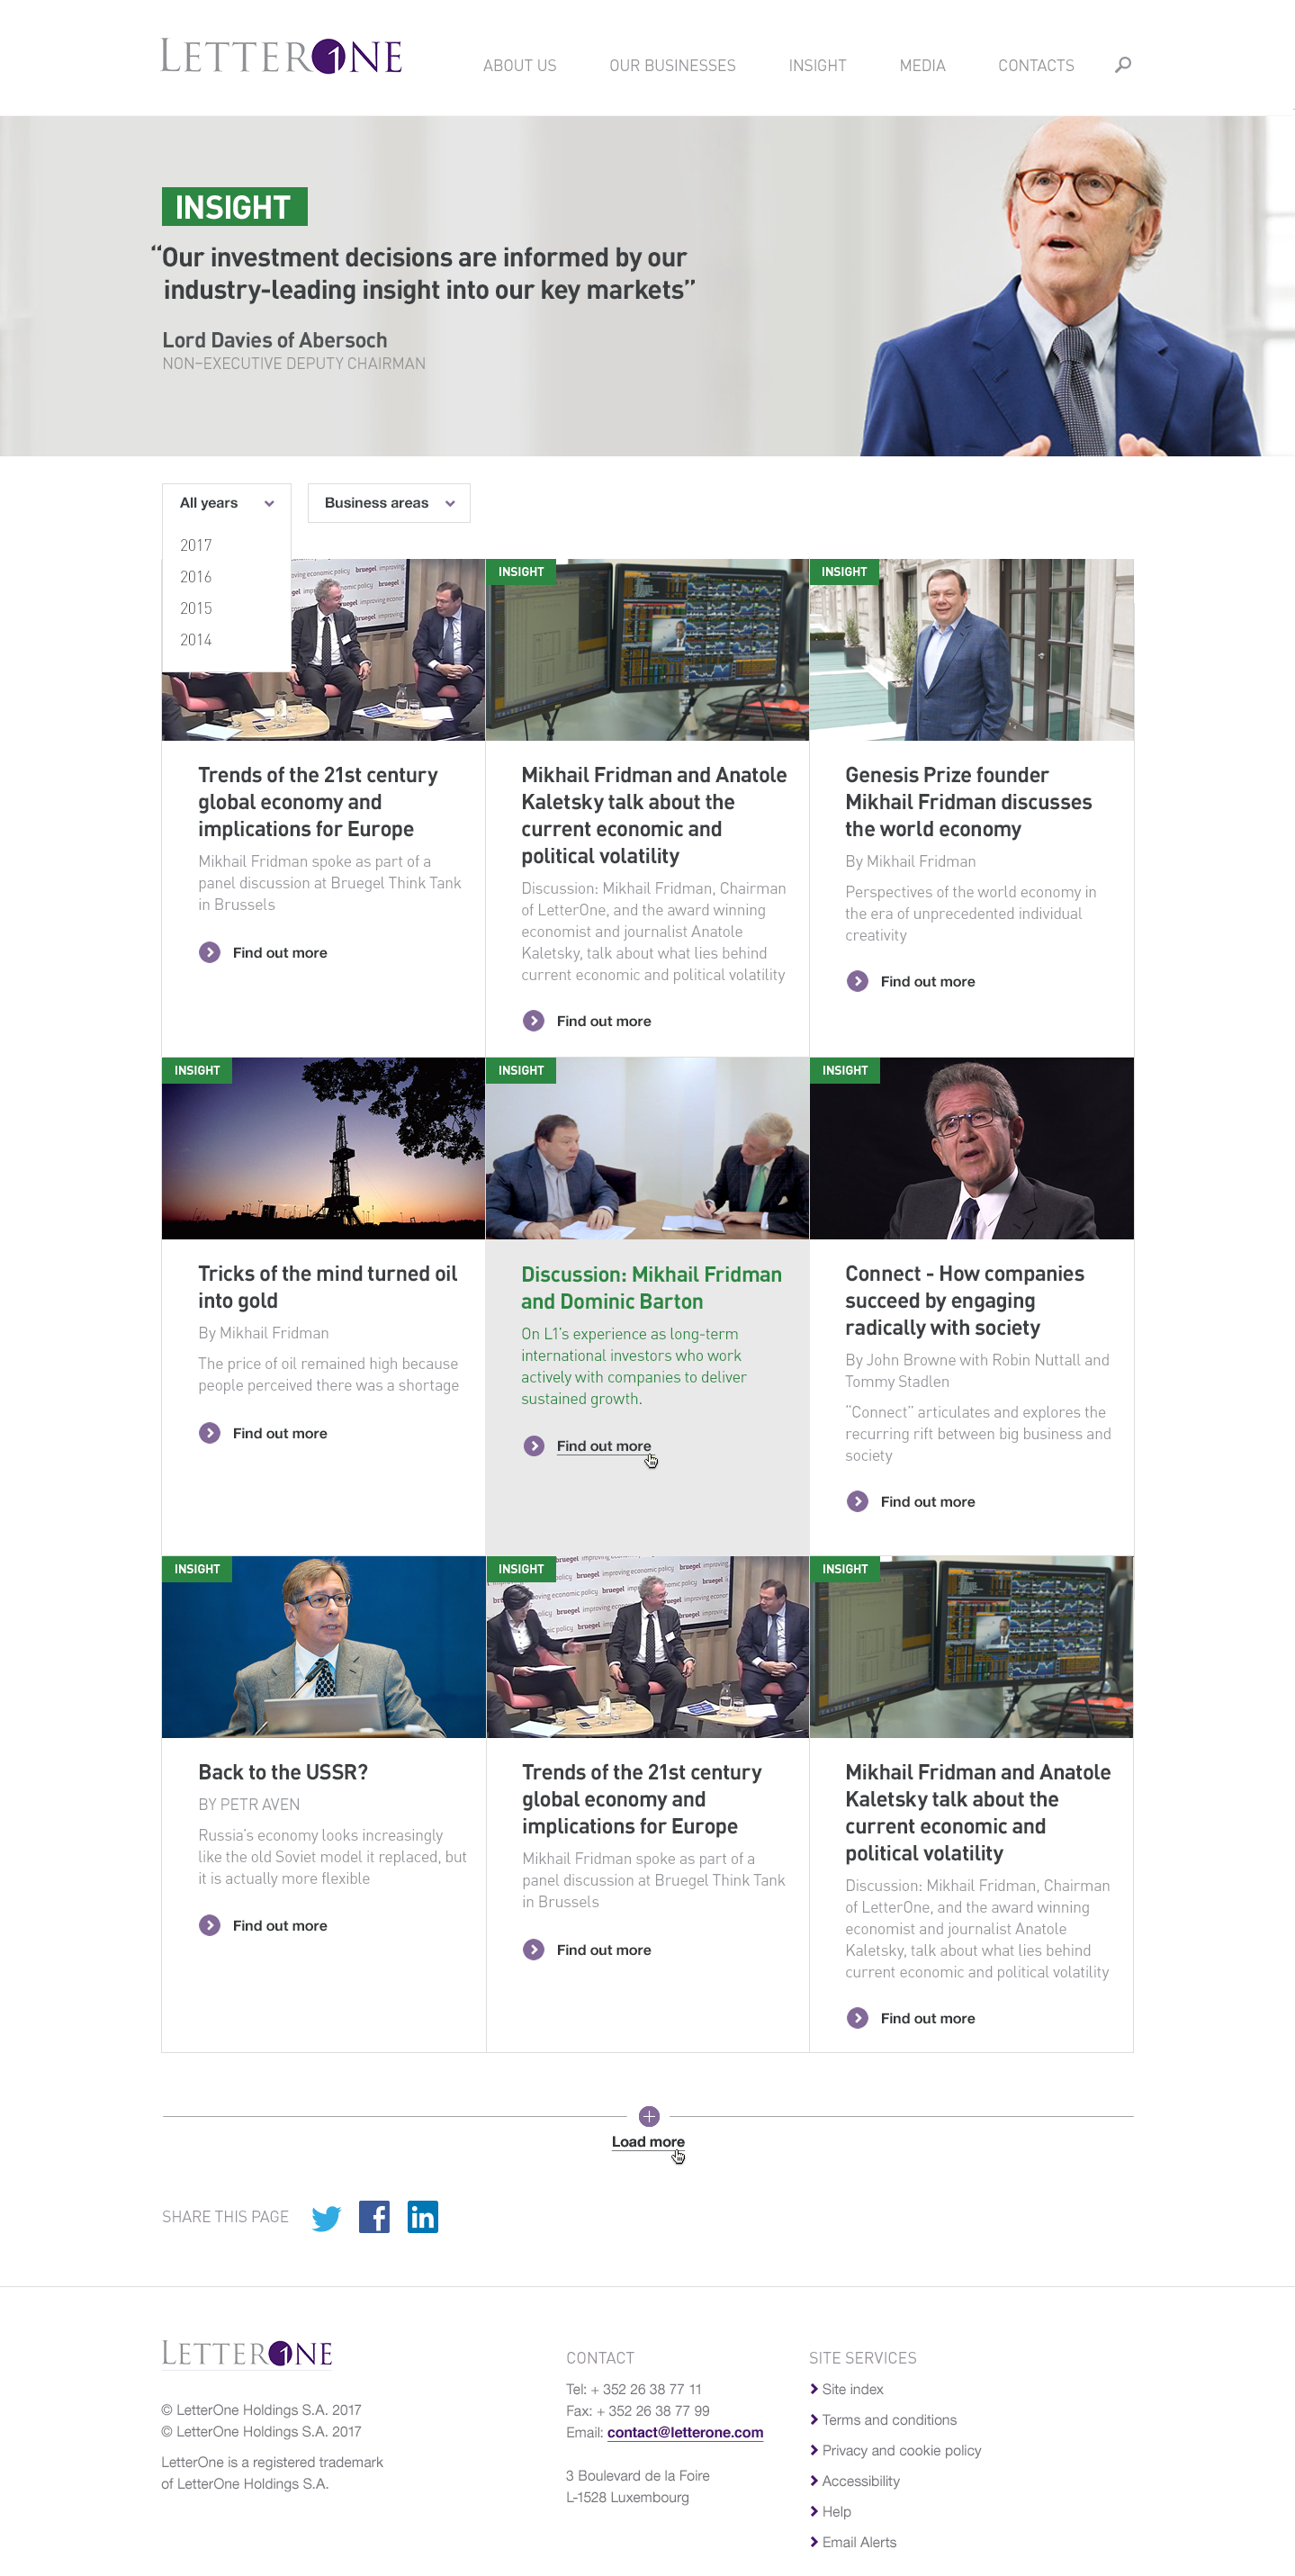 LETTERONE
ABOUT US
OUR BUSINESSES
INSIGHT
MEDIA
CONTACTS
INSIGHT
“Our investment decisions are informed by our
industry-leading insight into our key markets”
Lord Davies of Abersoch
NON-EXECUTIVE DEPUTY CHAIRMAN
All years
Business areas
2017
2016
2015
2014
INSIGHT
INSIGHT
Trends of the 21st century
global economy and
implications for Europe
Mikhail Fridman spoke as part of a
panel discussion at Bruegel Think Tank
in Brussels
Find out more
Mikhail Fridman and Anatole
Kaletsky talk about the
current economic and
political volatility
Discussion: Mikhail Fridman, Chairman
of LetterOne, and the award winning
economist and journalist Anatole
Kaletsky, talk about what lies behind
current economic and political volatility
Find out more
Genesis Prize founder
Mikhail Fridman discusses
the world economy
By Mikhail Fridman
Perspectives of the world economy in
the era of unprecedented individual
creativity
Find out more
INSIGHT
INSIGHT
INSIGHT
Tricks of the mind turned oil
into gold
By Mikhail Fridman
The price of oil remained high because
people perceived there was a shortage
Find out more
Discussion: Mikhail Fridman
and Dominic Barton
On L1’s experience as long-term
international investors who work
actively with companies to deliver
sustained growth.
Find out more
Connect - How companies
succeed by engaging
radically with society
By John Browne with Robin Nuttall and
Tommy Stadlen
“Connect” articulates and explores the
recurring rift between big business and
society
Find out more
INSIGHT
INSIGHT
INSIGHT
Back to the USSR?
BY PETR AVEN
Russia’s economy looks increasingly
like the old Soviet model it replaced, but
it is actually more flexible
Find out more
Trends of the 21st century
global economy and
implications for Europe
Mikhail Fridman spoke as part of a
panel discussion at Bruegel Think Tank
in Brussels
Find out more
Mikhail Fridman and Anatole
Kaletsky talk about the
current economic and
political volatility
Discussion: Mikhail Fridman, Chairman
of LetterOne, and the award winning
economist and journalist Anatole
Kaletsky, talk about what lies behind
current economic and political volatility
Find out more
Load more
SHARE THIS PAGE
LETTERONE
© LetterOne Holdings S.A. 2017
© LetterOne Holdings S.A. 2017
LetterOne is a registered trademark
of LetterOne Holdings S.A.
CONTACT
Tel: + 352 26 38 77 11
Fax: + 352 26 38 77 99
Email: contact@letterone.com
3 Boulevard de la Foire
L-1528 Luxembourg
SITE SERVICES
Site index
Terms and conditions
Privacy and cookie policy
Accessibility
Help
Email Alerts